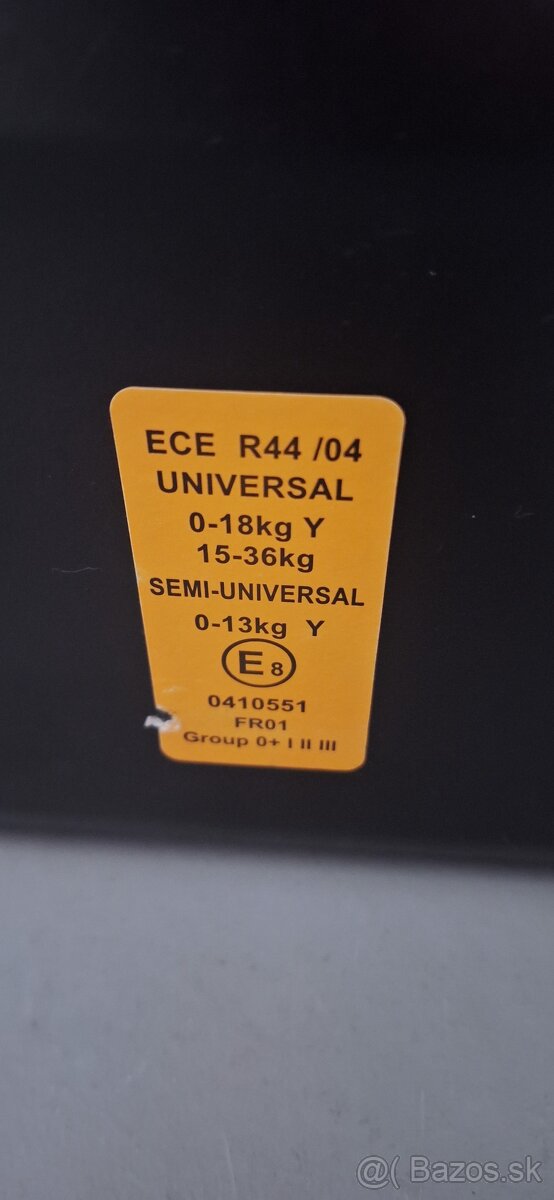 ECE R44 /04
UNIVERSAL
0-18kg Y
15-36kg
SEMI-UNIVERSAL
0-13kg Y
E8
0410551
FR01
Group 0+ I II III
@( Bazos.sk